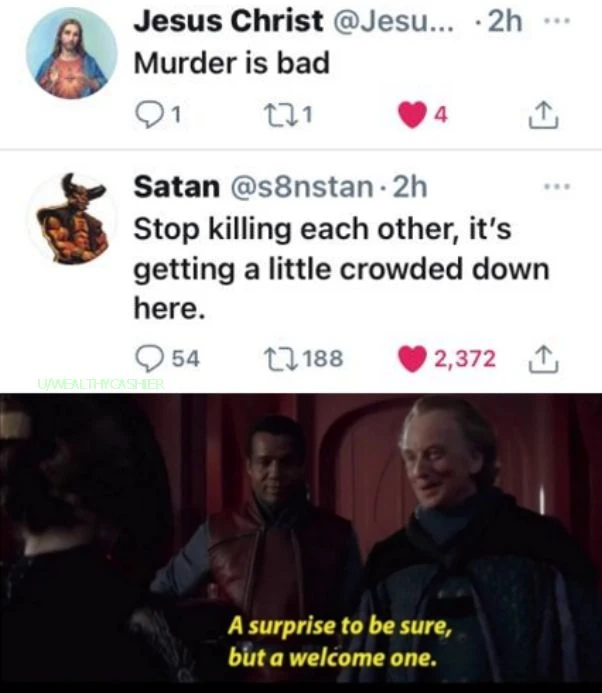 Jesus Christ @Jesu... · 2h ...
Murder is bad
1 1 4
Satan @s8nstan · 2h ...
Stop killing each other, it's
getting a little crowded down
here.
54 188 2,372
U/WEALTHYCASHIER
A surprise to be sure,
but a welcome one.